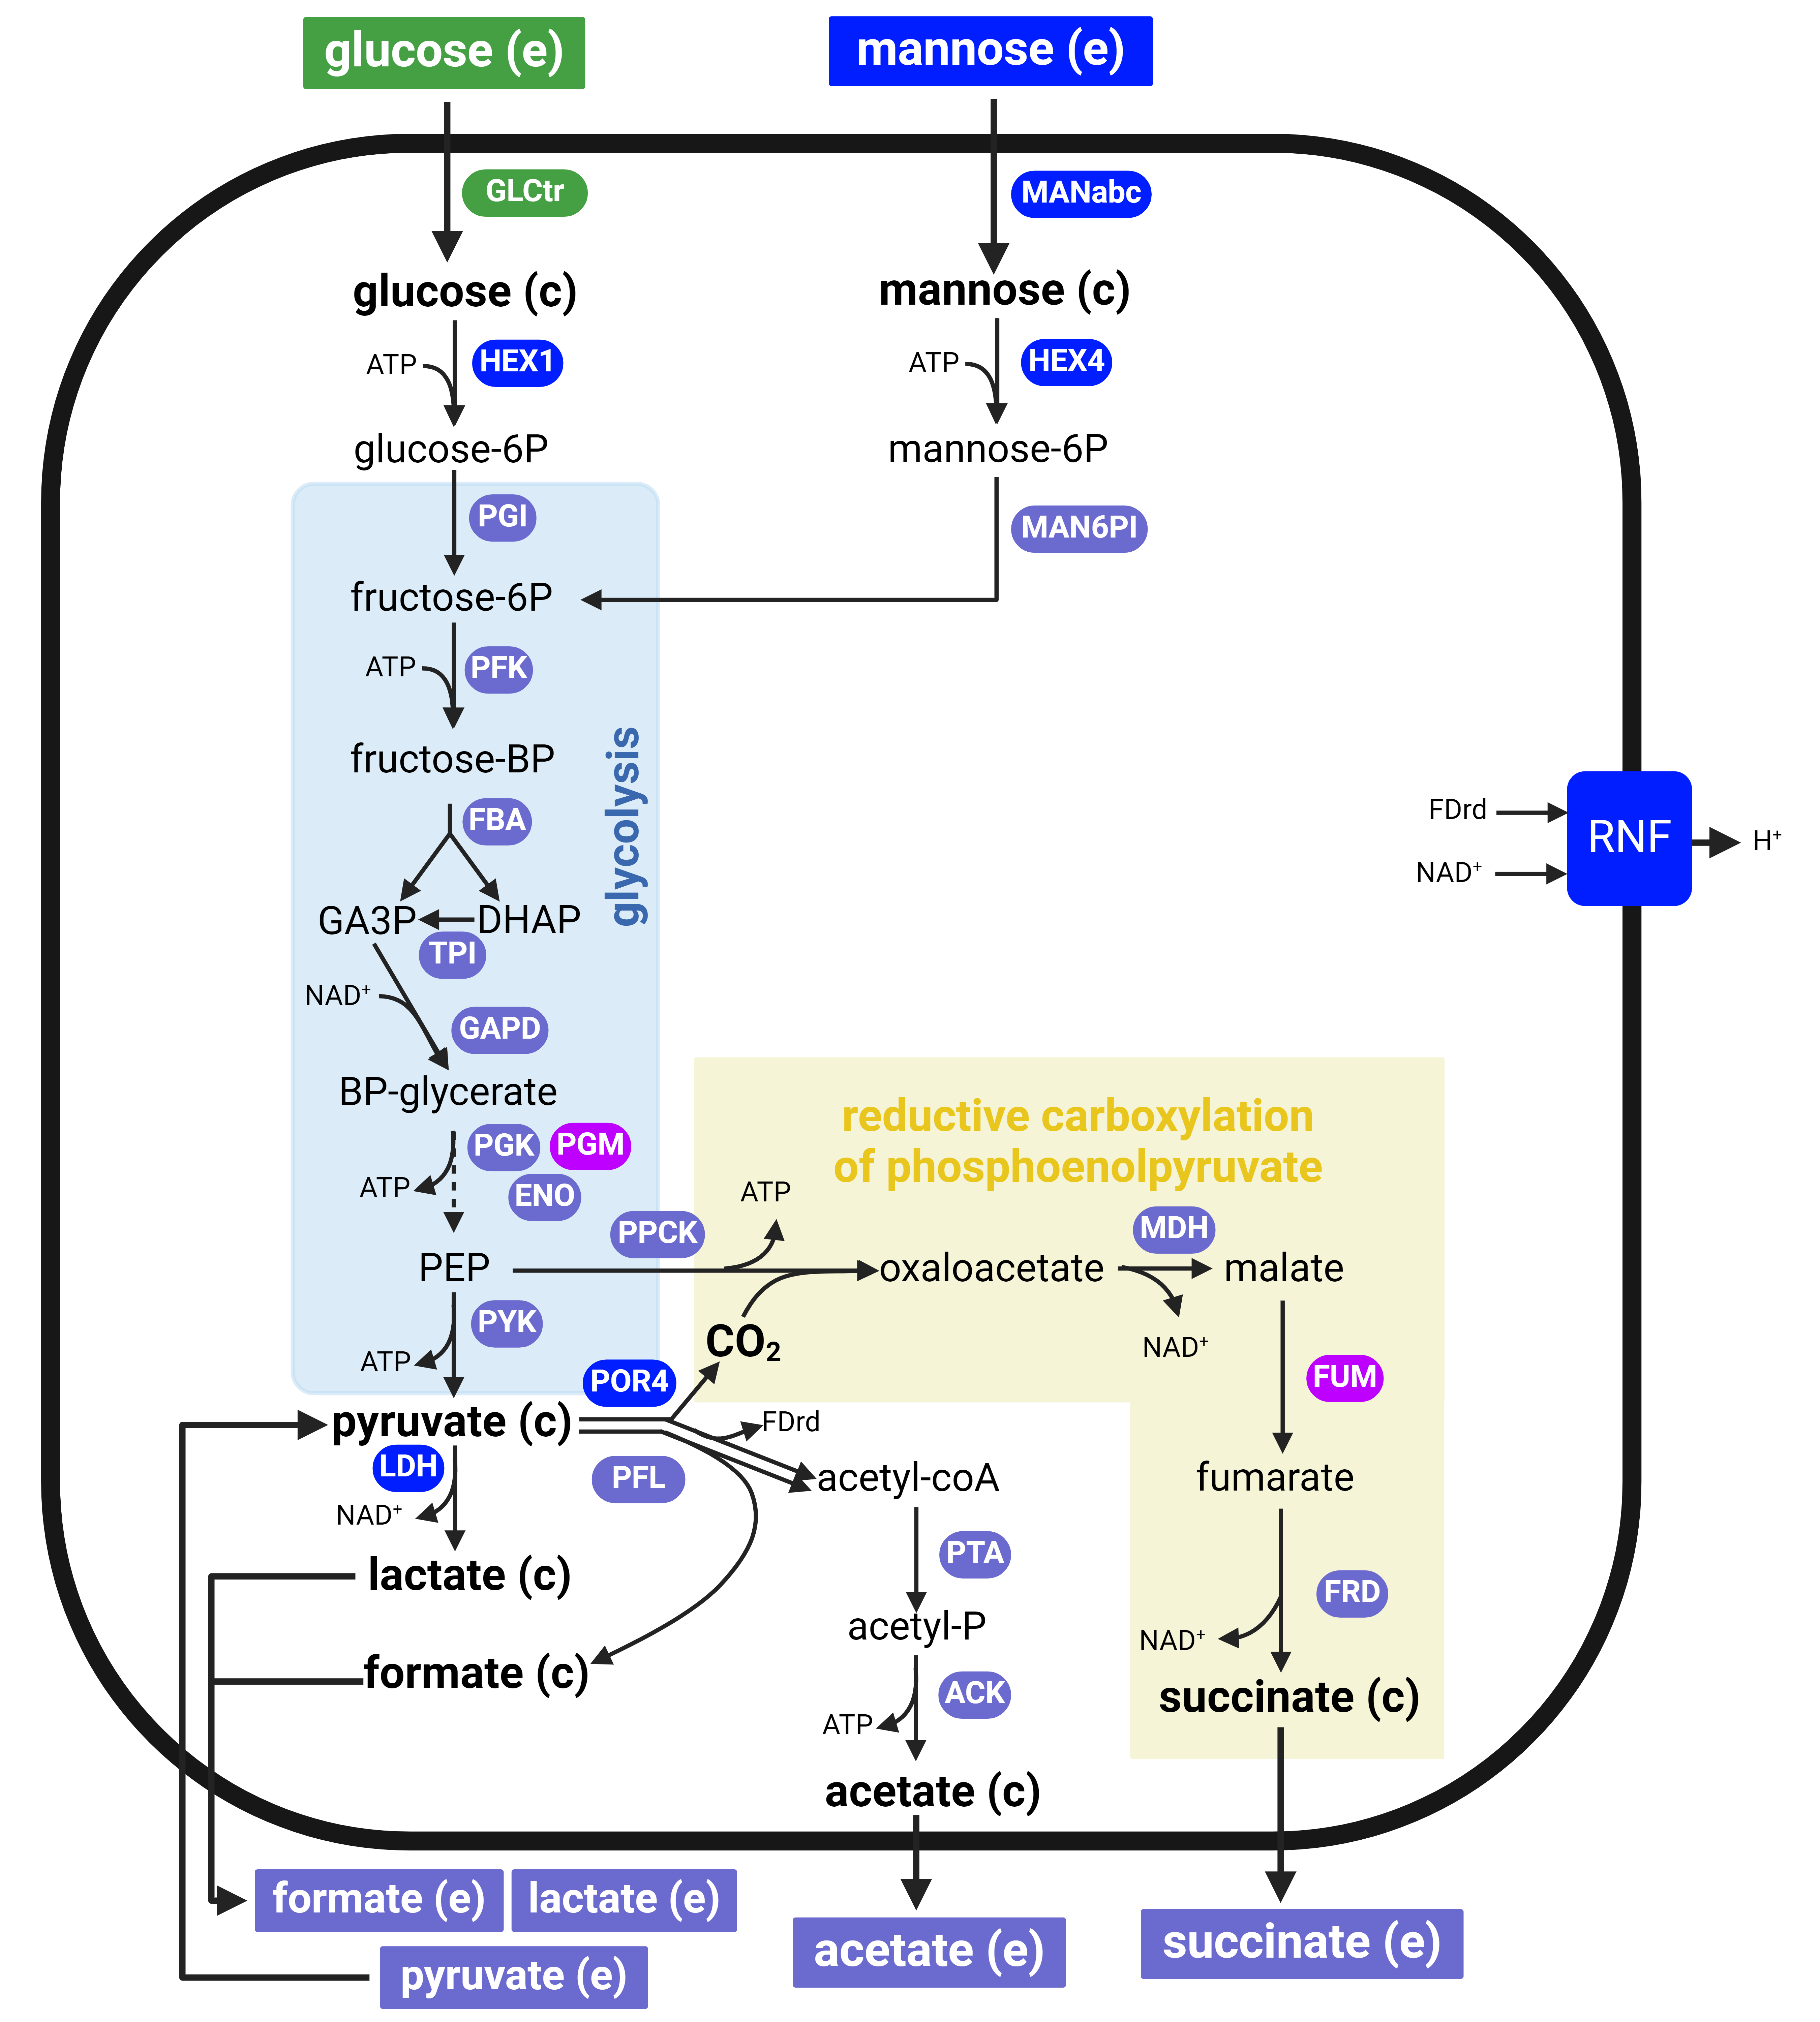 glucose (e)
mannose (e)
GLCtr
MANabc
glucose (c)
mannose (c)
ATP
HEX1
ATP
HEX4
glucose-6P
mannose-6P
PGI
MAN6PI
fructose-6P
ATP
PFK
glycolysis
fructose-BP
FBA
FDrd
RNF
H⁺
NAD⁺
GA3P
DHAP
TPI
NAD⁺
GAPD
BP-glycerate
reductive carboxylation
of phosphoenolpyruvate
PGK
PGM
ATP
ENO
ATP
PPCK
MDH
PEP
oxaloacetate
malate
PYK
CO₂
NAD⁺
ATP
POR4
FUM
pyruvate (c)
FDrd
LDH
PFL
acetyl-coA
fumarate
NAD⁺
PTA
lactate (c)
FRD
acetyl-P
NAD⁺
formate (c)
ACK
succinate (c)
ATP
acetate (c)
formate (e)
lactate (e)
acetate (e)
succinate (e)
pyruvate (e)